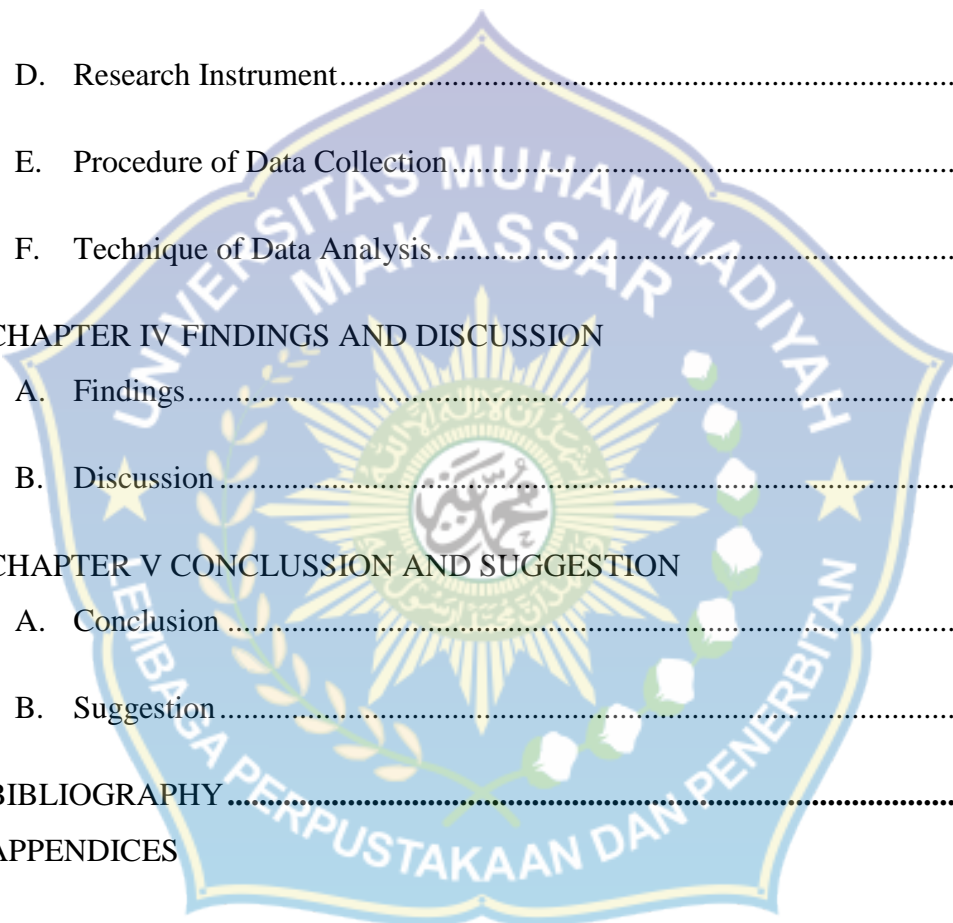 D. Research Instrument
E. Procedure of Data Collection
F. Technique of Data Analysis
CHAPTER IV FINDINGS AND DISCUSSION
A. Findings
B. Discussion
CHAPTER V CONCLUSSION AND SUGGESTION
A. Conclusion
B. Suggestion
BIBLIOGRAPHY
APPENDICES
UNIVERSITAS MUHAMMADIYAH
MAKASSAR
LEMBAGA PERPUSTAKAAN DAN PENERBITAN